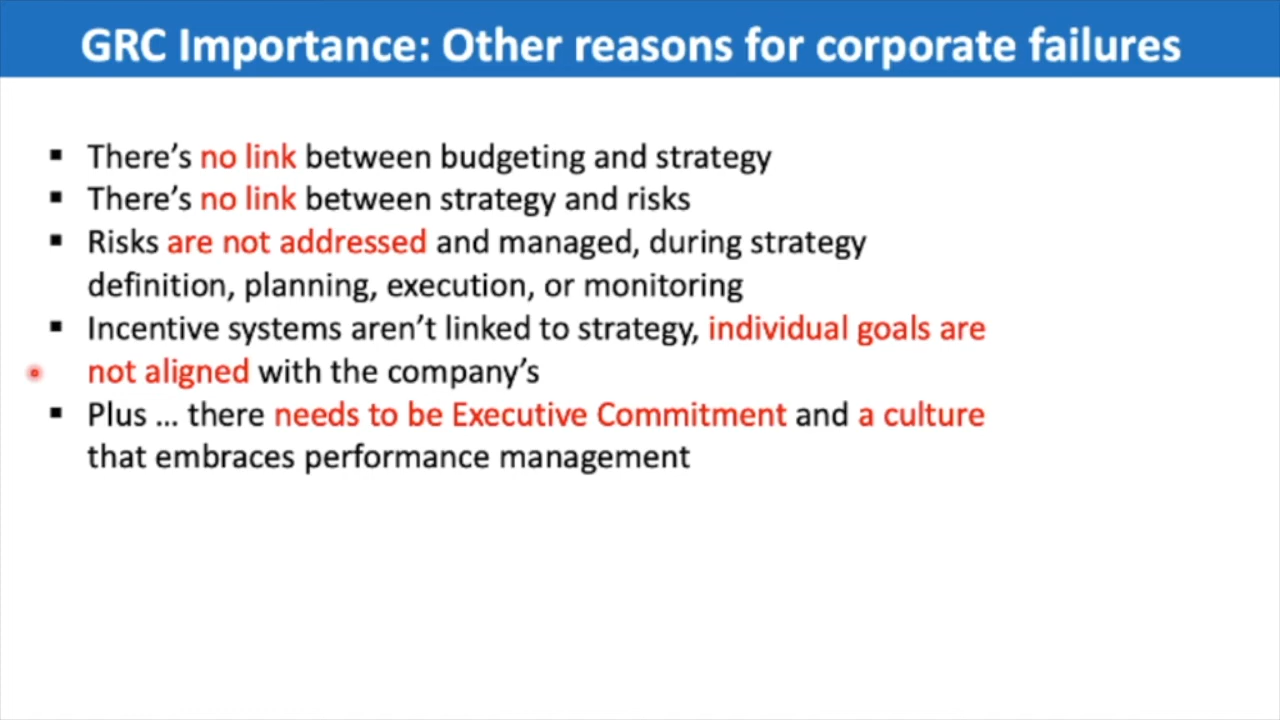 GRC Importance: Other reasons for corporate failures
▪ There’s no link between budgeting and strategy
▪ There’s no link between strategy and risks
▪ Risks are not addressed and managed, during strategy
definition, planning, execution, or monitoring
▪ Incentive systems aren’t linked to strategy, individual goals are
not aligned with the company’s
▪ Plus ... there needs to be Executive Commitment and a culture
that embraces performance management